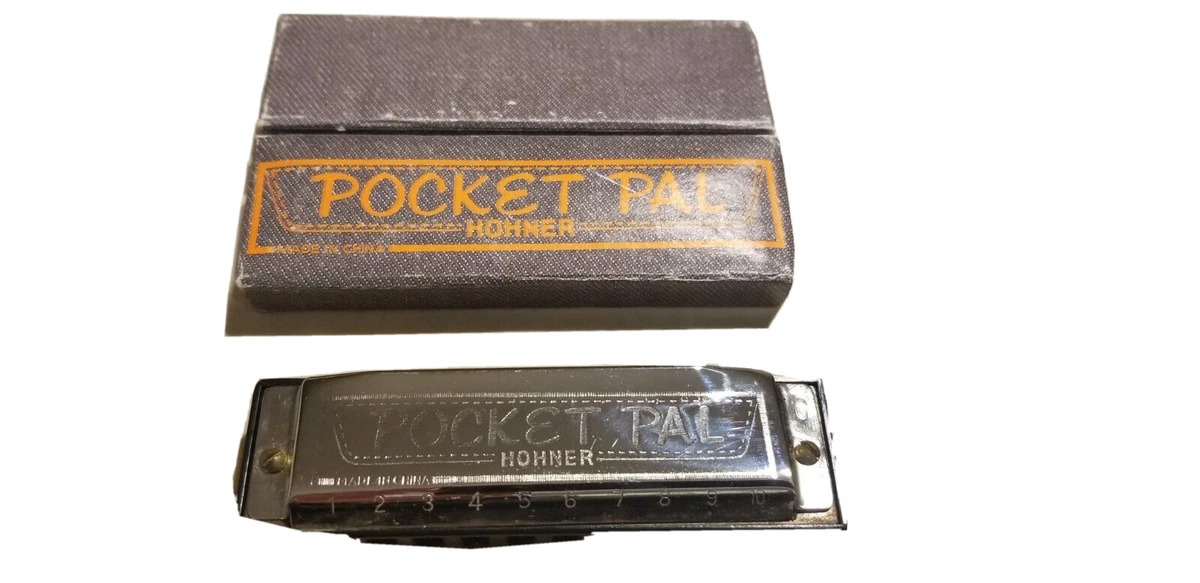 POCKET PAL
HOHNER
MADE IN CHINA
POCKET PAL
HOHNER
MADE IN CHINA
1 2 3 4 5 6 7 8 9 10